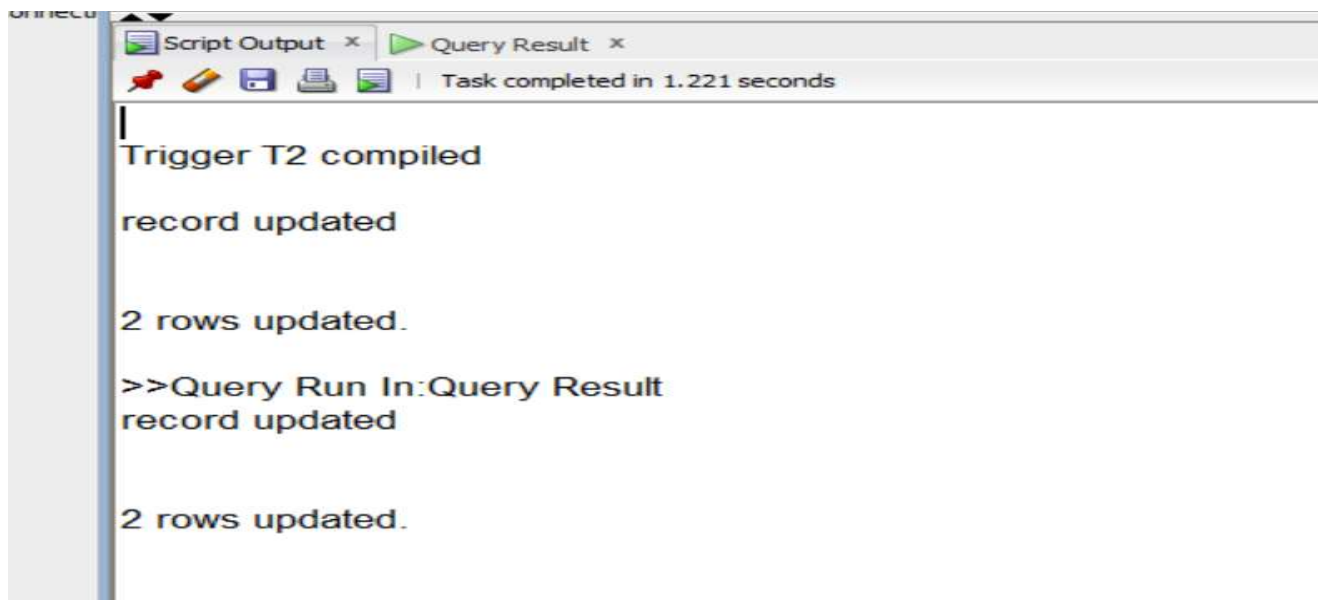 Script Output × Query Result ×
Task completed in 1.221 seconds
Trigger T2 compiled
record updated
2 rows updated.
>>Query Run In:Query Result
record updated
2 rows updated.